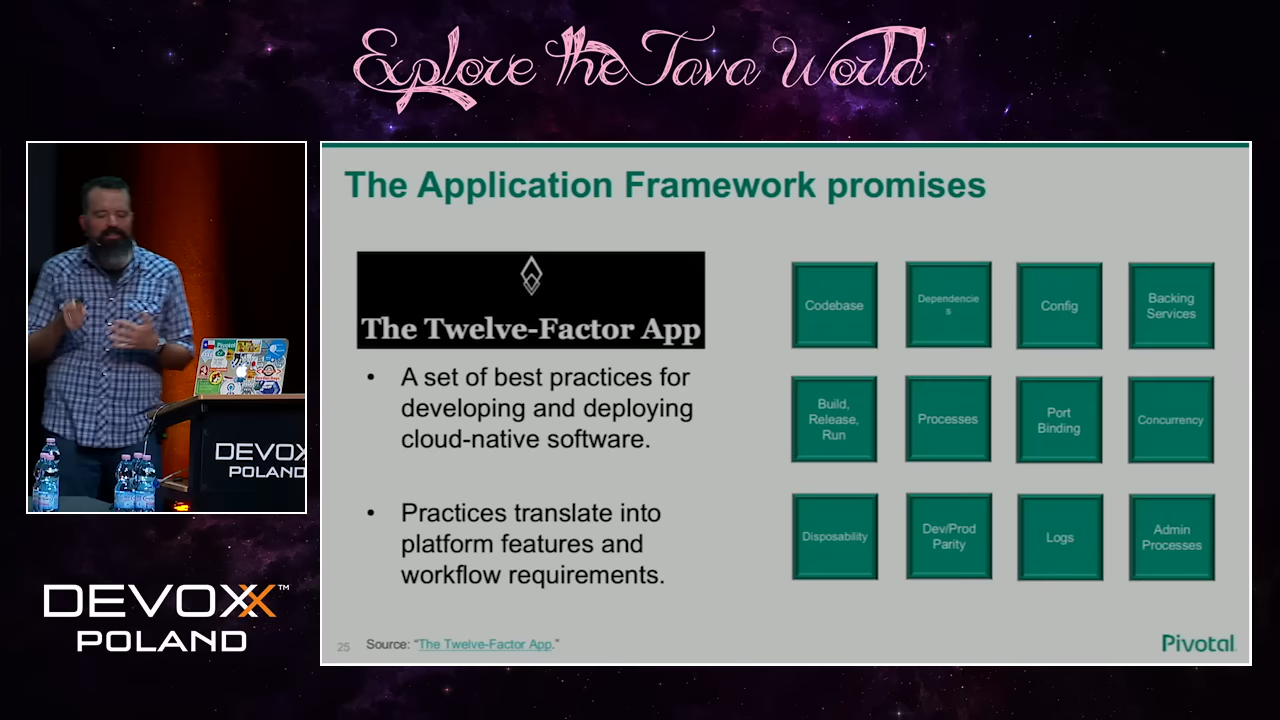 Explore the Java World
The Application Framework promises
The Twelve-Factor App
• A set of best practices for
developing and deploying
cloud-native software.
• Practices translate into
platform features and
workflow requirements.
Codebase
Dependencie
s
Config
Backing
Services
Build,
Release,
Run
Processes
Port
Binding
Concurrency
Disposability
Dev/Prod
Parity
Logs
Admin
Processes
25
Source: “The Twelve-Factor App.”
Pivotal
Pivotal
DEVOX
POLAND
DEVOXX™
POLAND